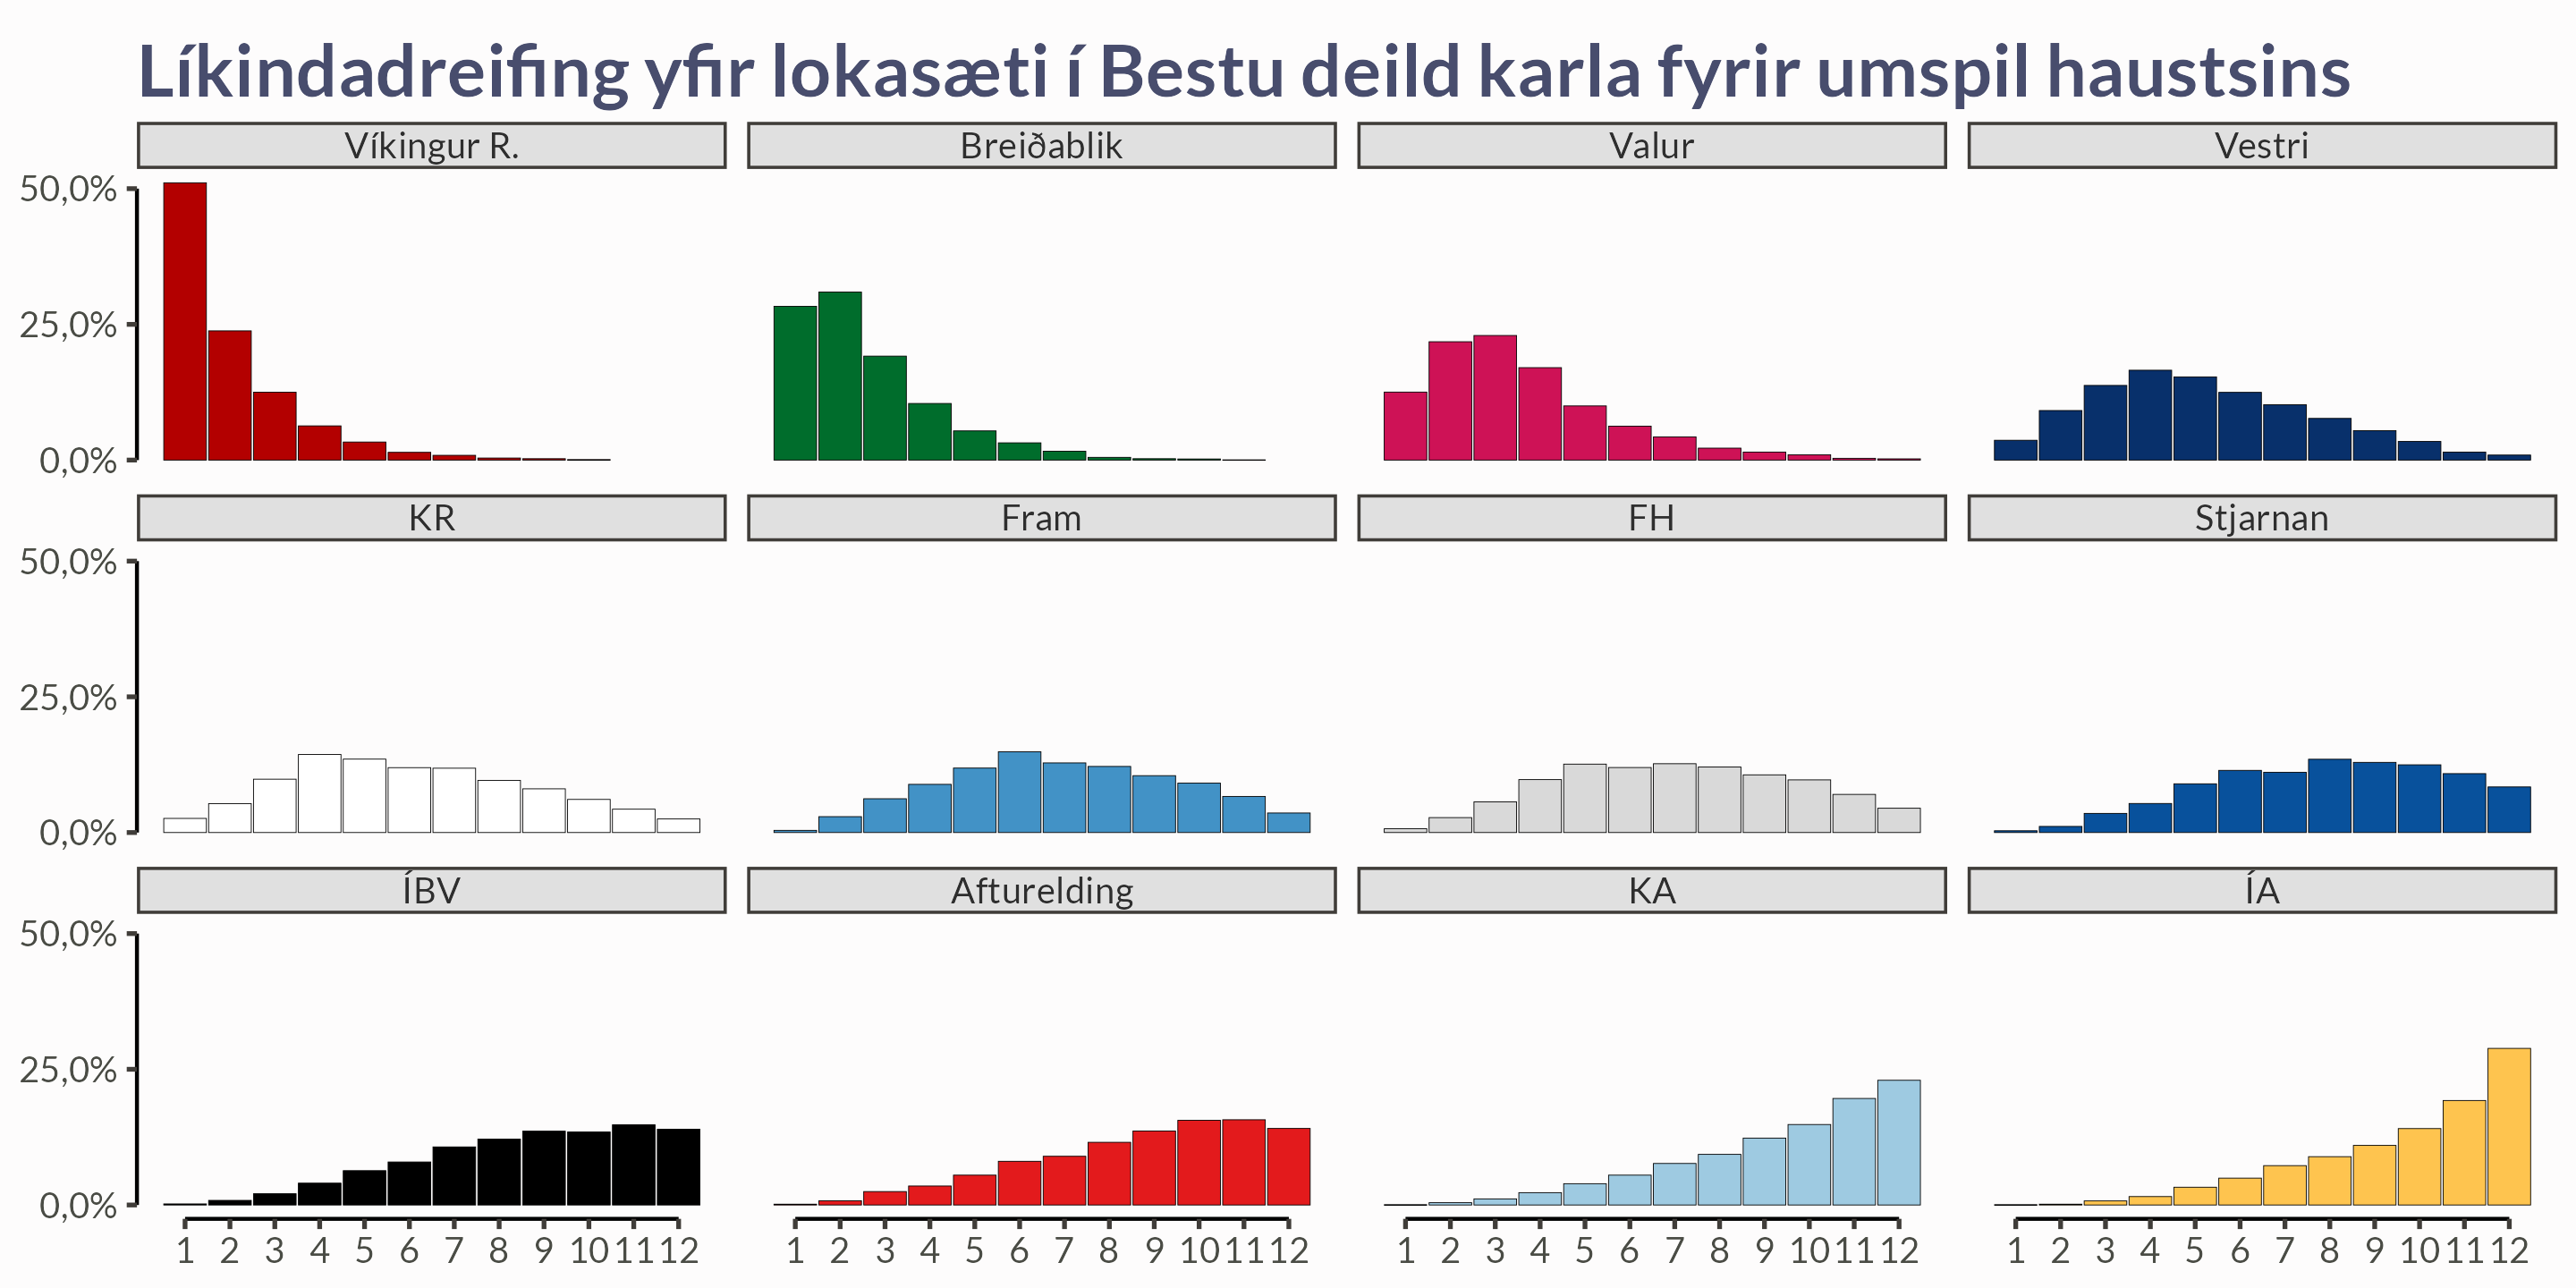 Líkindadreifing yfir lokasæti í Bestu deild karla fyrir umspil haustsins
Víkingur R. Breiðablik Valur Vestri
50,0%
25,0%
0,0%
KR Fram FH Stjarnan
50,0%
25,0%
0,0%
ÍBV Afturelding KA ÍA
50,0%
25,0%
0,0%
1 2 3 4 5 6 7 8 9 10 11 12 1 2 3 4 5 6 7 8 9 10 11 12 1 2 3 4 5 6 7 8 9 10 11 12 1 2 3 4 5 6 7 8 9 10 11 12